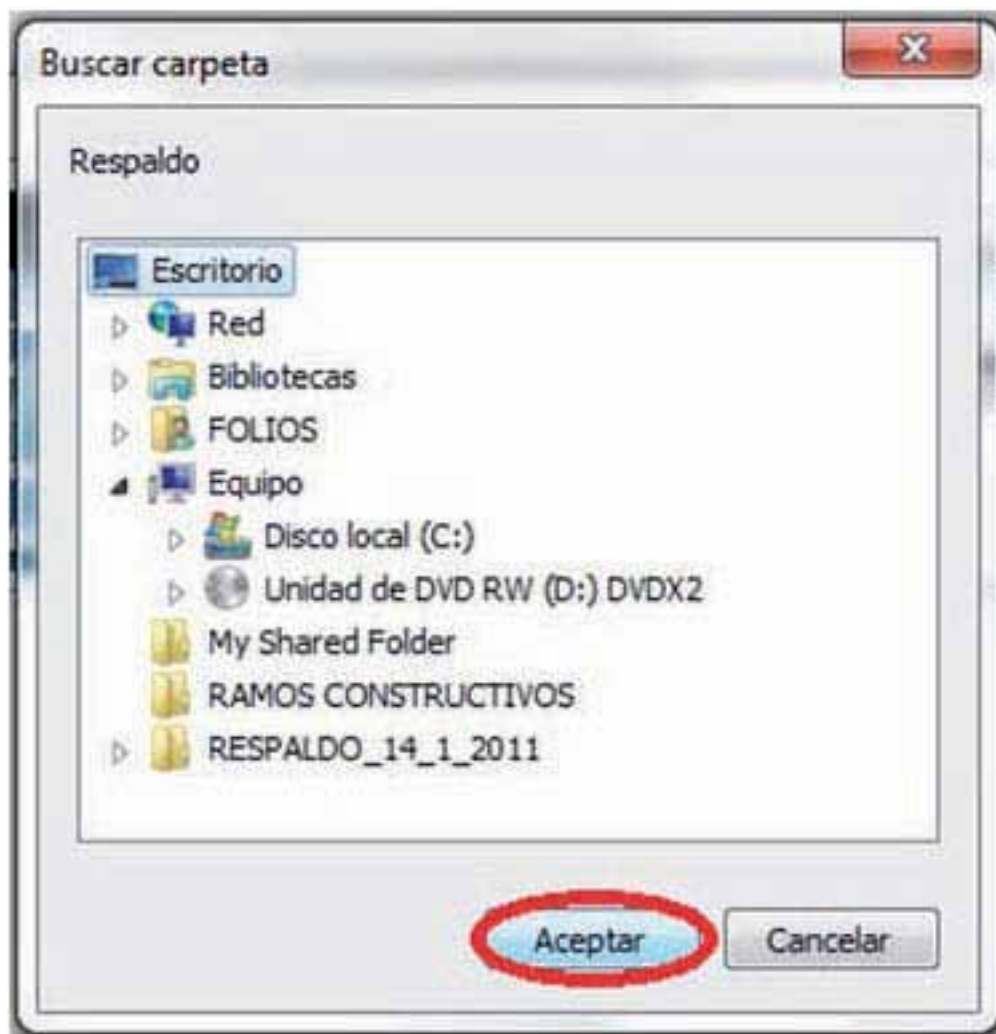 Buscar carpeta
Respaldo
Escritorio
Red
Bibliotecas
FOLIOS
Equipo
Disco local (C:)
Unidad de DVD RW (D:) DVDX2
My Shared Folder
RAMOS CONSTRUCTIVOS
RESPALDO_14_1_2011
Aceptar Cancelar